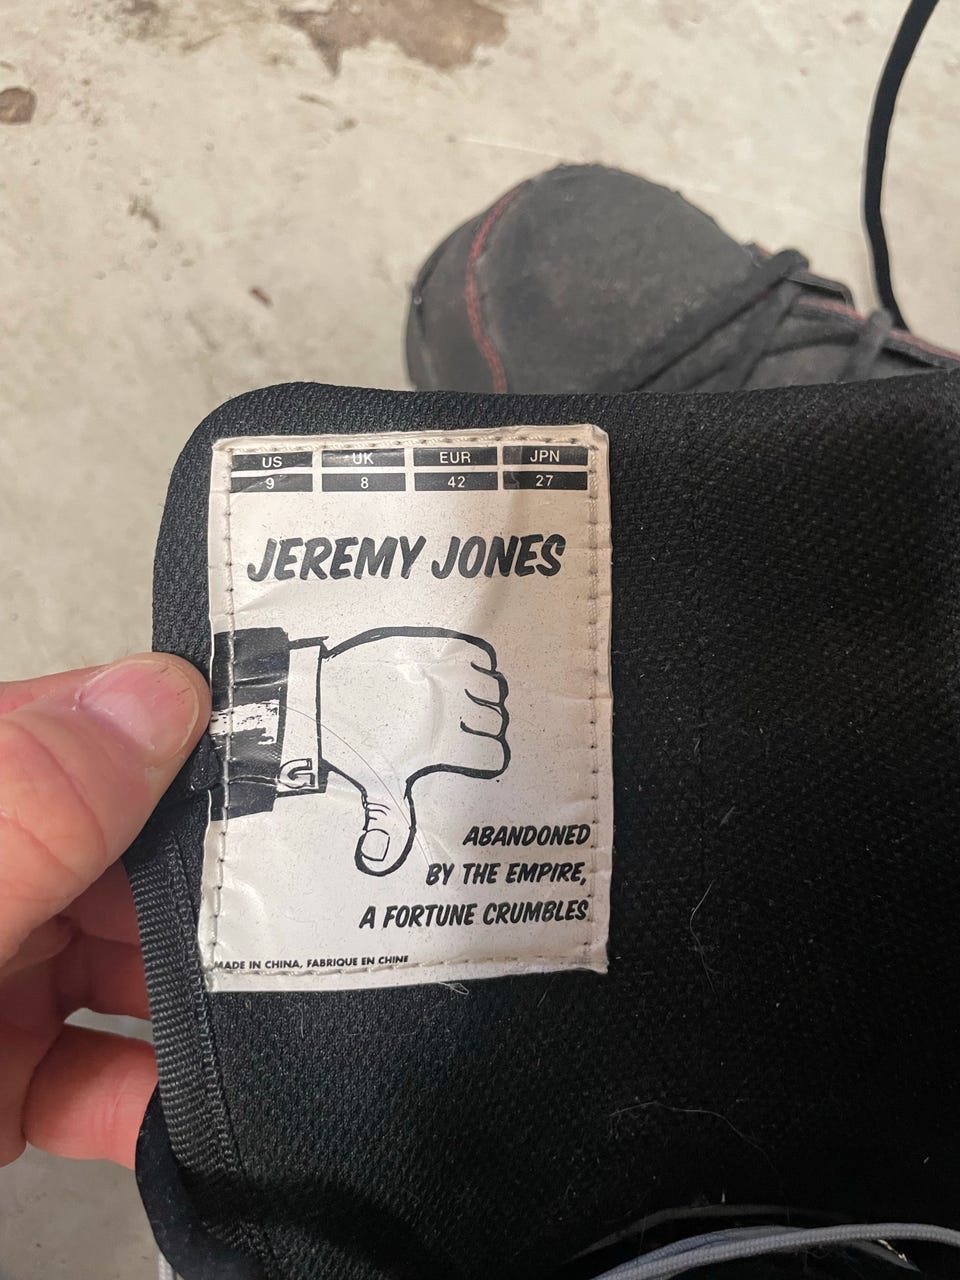 US UK EUR JPN
9 8 42 27
JEREMY JONES
G
ABANDONED
BY THE EMPIRE,
A FORTUNE CRUMBLES
MADE IN CHINA, FABRIQUE EN CHINE